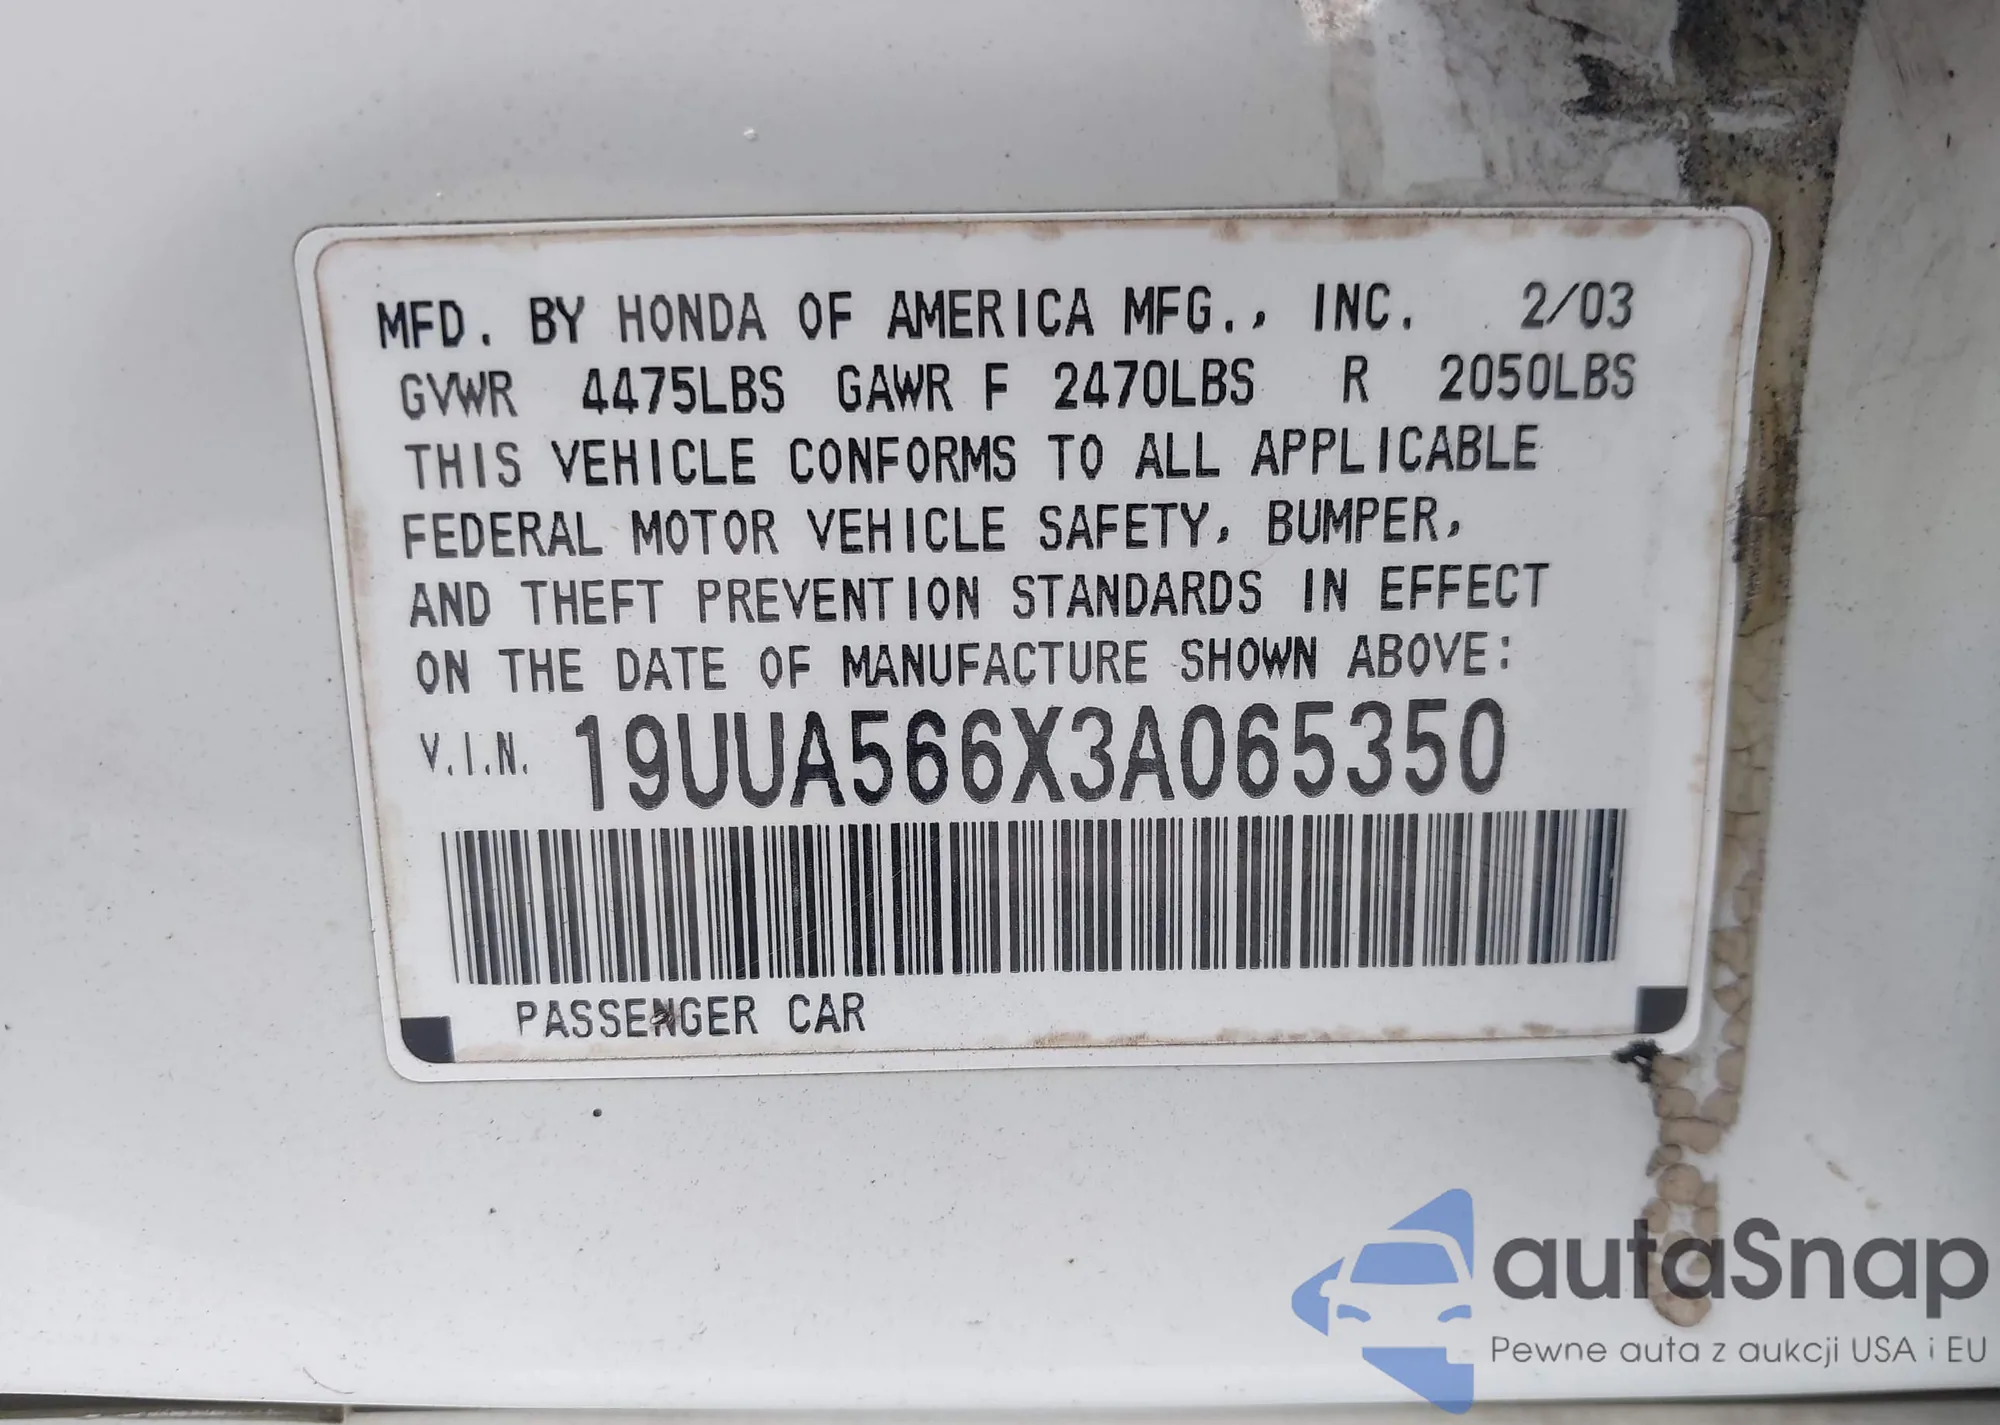 MFD. BY HONDA OF AMERICA MFG., INC. 2/03
GVWR 4475LBS GAWR F 2470LBS R 2050LBS
THIS VEHICLE CONFORMS TO ALL APPLICABLE
FEDERAL MOTOR VEHICLE SAFETY, BUMPER,
AND THEFT PREVENTION STANDARDS IN EFFECT
ON THE DATE OF MANUFACTURE SHOWN ABOVE:
V.I.N. 19UUA566X3A065350
PASSENGER CAR
autaSnap
Pewne auta z aukcji USA i EU